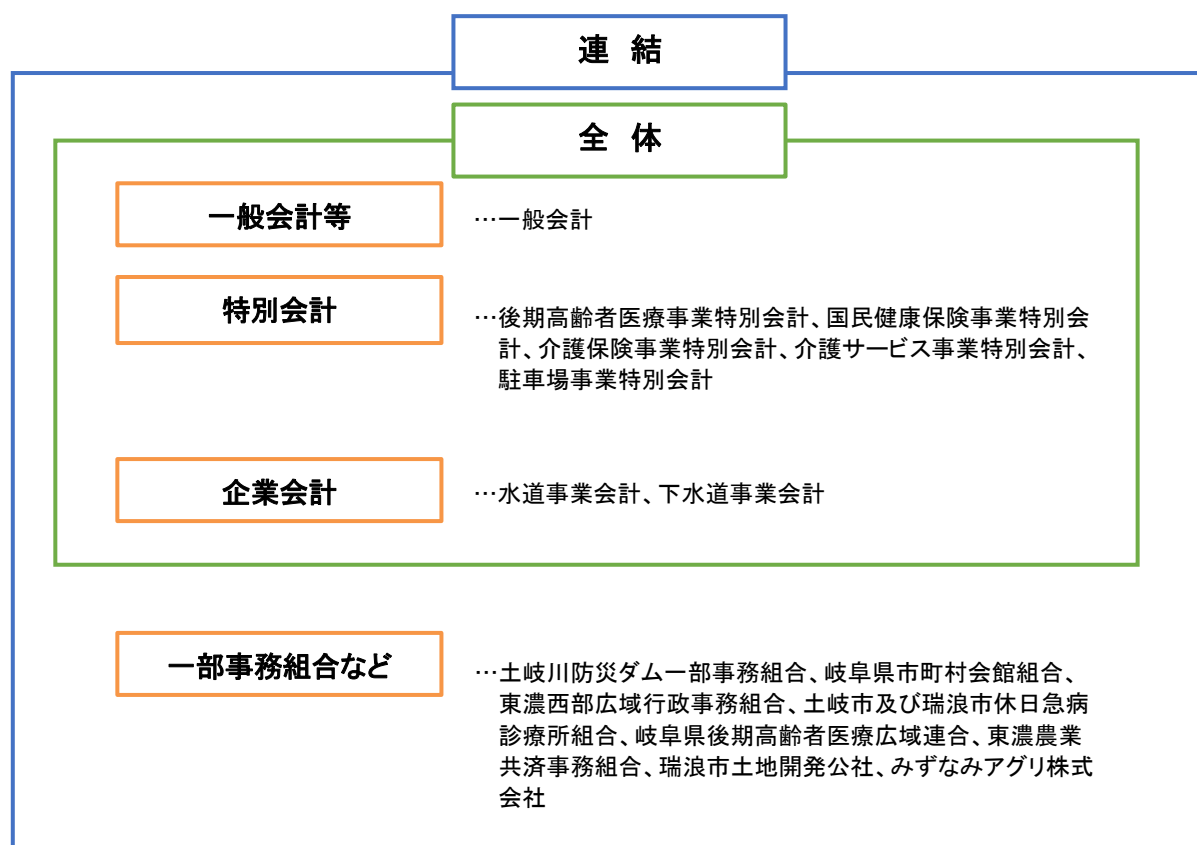 連 結
全 体
一般会計等
…一般会計
特別会計
…後期高齢者医療事業特別会計、国民健康保険事業特別会
計、介護保険事業特別会計、介護サービス事業特別会計、
駐車場事業特別会計
企業会計
…水道事業会計、下水道事業会計
一部事務組合など
…土岐川防災ダム一部事務組合、岐阜県市町村会館組合、
東濃西部広域行政事務組合、土岐市及び瑞浪市休日急病
診療所組合、岐阜県後期高齢者医療広域連合、東濃農業
共済事務組合、瑞浪市土地開発公社、みずなみアグリ株式
会社